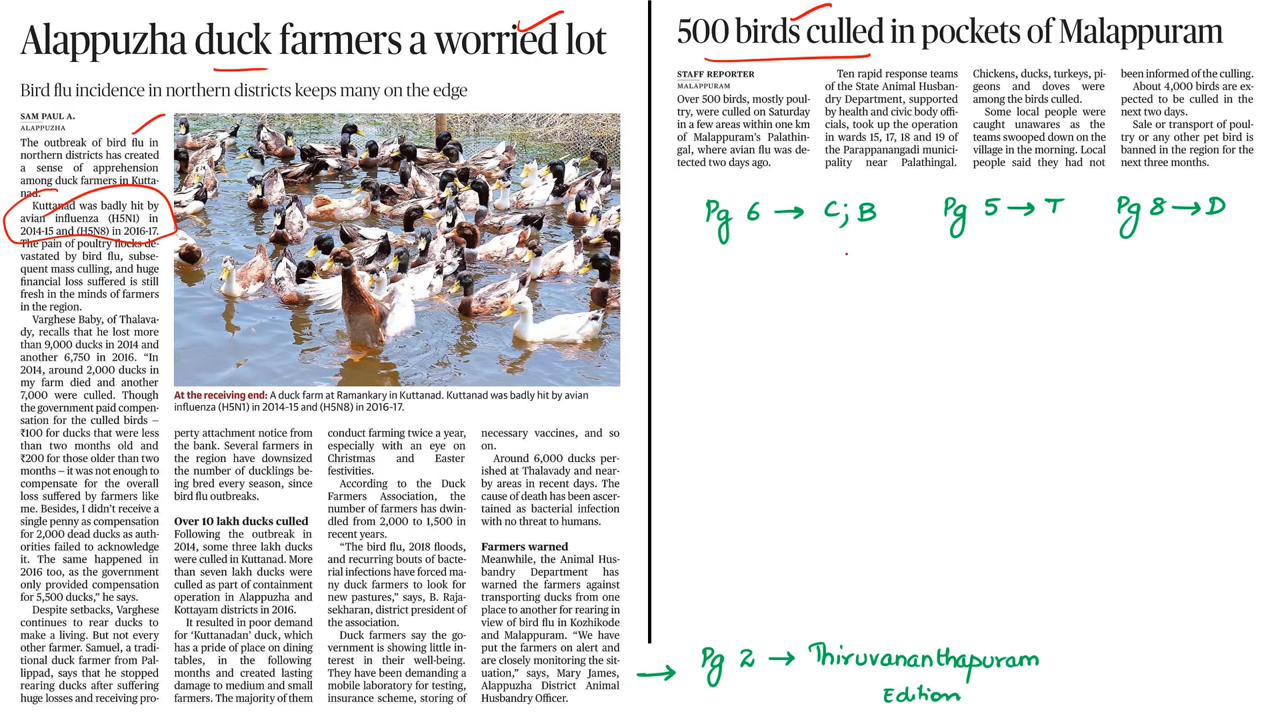 Alappuzha duck farmers a worried lot
Bird flu incidence in northern districts keeps many on the edge
SAM PAUL A.
ALAPPUZHA
The outbreak of bird flu in
northern districts has created
a sense of apprehension
among duck farmers in Kutta-
nad.
Kuttanad was badly hit by
avian influenza (H5N1) in
2014-15 and (H5N8) in 2016-17.
The pain of poultry flocks de-
vastated by bird flu, subse-
quent mass culling, and huge
financial loss suffered is still
fresh in the minds of farmers
in the region.
Varghese Baby, of Thalava-
dy, recalls that he lost more
than 9,000 ducks in 2014 and
another 6,750 in 2016. “In
2014, around 2,000 ducks in
my farm died and another
7,000 were culled. Though
the government paid compen-
sation for the culled birds –
₹100 for ducks that were less
than two months old and
₹200 for those older than two
months – it was not enough to
compensate for the overall
loss suffered by farmers like
me. Besides, I didn’t receive a
single penny as compensation
for 2,000 dead ducks as auth-
orities failed to acknowledge
it. The same happened in
2016 too, as the government
only provided compensation
for 5,500 ducks,” he says.
Despite setbacks, Varghese
continues to rear ducks to
make a living. But not every
other farmer. Samuel, a tradi-
tional duck farmer from Pal-
lippad, says that he stopped
rearing ducks after suffering
huge losses and receiving pro-
At the receiving end: A duck farm at Ramankary in Kuttanad. Kuttanad was badly hit by avian
influenza (H5N1) in 2014-15 and (H5N8) in 2016-17.
perty attachment notice from
the bank. Several farmers in
the region have downsized
the number of ducklings be-
ing bred every season, since
bird flu outbreaks.
Over 10 lakh ducks culled
Following the outbreak in
2014, some three lakh ducks
were culled in Kuttanad. More
than seven lakh ducks were
culled as part of containment
operation in Alappuzha and
Kottayam districts in 2016.
It resulted in poor demand
for ‘Kuttanadan’ duck, which
has a pride of place on dining
tables, in the following
months and created lasting
damage to medium and small
farmers. The majority of them
conduct farming twice a year,
especially with an eye on
Christmas and Easter
festivities.
According to the Duck
Farmers Association, the
number of farmers has dwin-
dled from 2,000 to 1,500 in
recent years.
“The bird flu, 2018 floods,
and recurring bouts of bacte-
rial infections have forced ma-
ny duck farmers to look for
new pastures,” says, B. Raja-
sekharan, district president of
the association.
Duck farmers say the go-
vernment is showing little in-
terest in their well-being.
They have been demanding a
mobile laboratory for testing,
insurance scheme, storing of
necessary vaccines, and so
on.
Around 6,000 ducks per-
ished at Thalavady and near-
by areas in recent days. The
cause of death has been ascer-
tained as bacterial infection
with no threat to humans.
Farmers warned
Meanwhile, the Animal Hus-
bandry Department has
warned the farmers against
transporting ducks from one
place to another for rearing in
view of bird flu in Kozhikode
and Malappuram. “We have
put the farmers on alert and
are closely monitoring the sit-
uation,” says, Mary James,
Alappuzha District Animal
Husbandry Officer.
500 birds culled in pockets of Malappuram
STAFF REPORTER
MALAPPURAM
Over 500 birds, mostly poul-
try, were culled on Saturday
in a few areas within one km
of Malappuram’s Palathin-
gal, where avian flu was de-
tected two days ago.
Ten rapid response teams
of the State Animal Husban-
dry Department, supported
by health and civic body offi-
cials, took up the operation
in wards 15, 17, 18 and 19 of
the Parappanangadi munici-
pality near Palathingal.
Chickens, ducks, turkeys, pi-
geons and doves were
among the birds culled.
Some local people were
caught unawares as the
teams swooped down on the
village in the morning. Local
people said they had not
been informed of the culling.
About 4,000 birds are ex-
pected to be culled in the
next two days.
Sale or transport of poul-
try or any other pet bird is
banned in the region for the
next three months.
Pg 6 → C; B Pg 5 → T Pg 8 → D
→ Pg 2 → Thiruvananthapuram
Edition